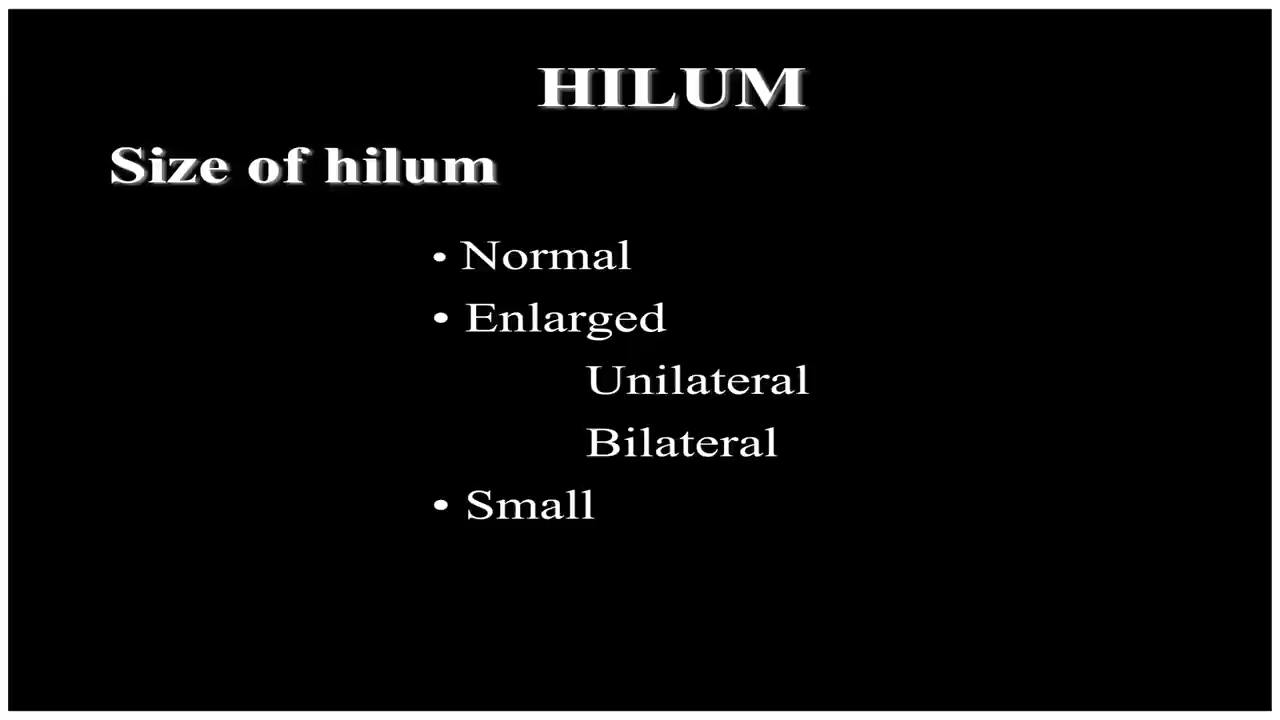 HILUM
Size of hilum
• Normal
• Enlarged
Unilateral
Bilateral
• Small